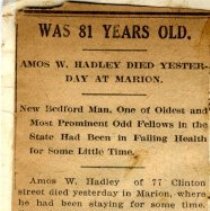 WAS 81 YEARS OLD.
AMOS W. HADLEY DIED YESTER-
DAY AT MARION.
New Bedford Man, One of Oldest and
Most Prominent Odd Fellows in the
State Had Been in Failing Health
for Some Little Time.
Amos W. Hadley of 77 Clinton
street died yesterday in Marion, where
he had been staying for some time.